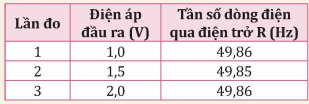 Lần đo | Điện áp đầu ra (V) | Tần số dòng điện qua điện trở R (Hz)
1 | 1,0 | 49,86
2 | 1,5 | 49,85
3 | 2,0 | 49,86